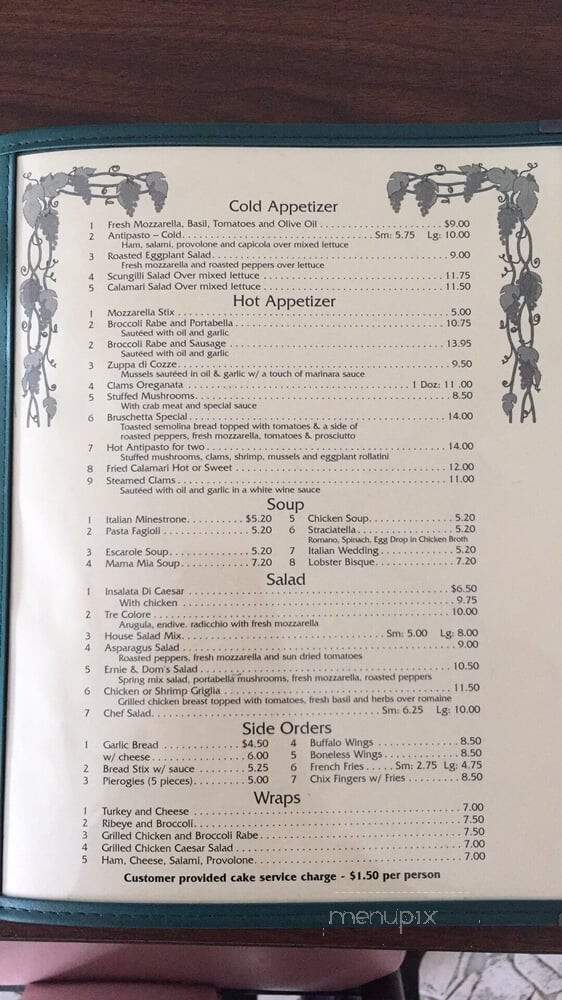 Cold Appetizer
1 Fresh Mozzarella, Basil, Tomatoes and Olive Oil $9.00
2 Antipasto – Cold Sm: 5.75 Lg: 10.00
Ham, salami, provolone and capicola over mixed lettuce
3 Roasted Eggplant Salad 9.00
Fresh mozzarella and roasted peppers over lettuce
4 Scungilli Salad Over mixed lettuce 11.75
5 Calamari Salad Over mixed lettuce 11.50
Hot Appetizer
1 Mozzarella Stix 5.00
2 Broccoli Rabe and Portabella 10.75
Sautéed with oil and garlic
2 Broccoli Rabe and Sausage 13.95
Sautéed with oil and garlic
3 Zuppa di Cozze 9.50
Mussels sautéed in oil & garlic w/ a touch of marinara sauce
4 Clams Oreganata 1 Doz: 11 .00
5 Stuffed Mushrooms 8.50
With crab meat and special sauce
6 Bruschetta Special 14.00
Toasted semolina bread topped with tomatoes & a side of
roasted peppers, fresh mozzarella, tomatoes & prosciutto
7 Hot Antipasto for two 14.00
Stuffed mushrooms, clams, shrimp, mussels and eggplant rollatini
8 Fried Calamari Hot or Sweet 12.00
9 Steamed Clams 11.00
Sautéed with oil and garlic in a white wine sauce
Soup
1 Italian Minestrone $5.20 5 Chicken Soup 5.20
2 Pasta Fagioli 5.20 6 Straciatella 5.20
Romano, Spinach, Egg Drop in Chicken Broth
3 Escarole Soup 5.20 7 Italian Wedding 5.20
4 Mama Mia Soup 7.20 8 Lobster Bisque 7.20
Salad
1 Insalata Di Caesar $6.50
With chicken 9.75
2 Tre Colore 10.00
Arugula, endive, radicchio with fresh mozzarella
3 House Salad Mix Sm: 5.00 Lg: 8.00
4 Asparagus Salad 9.00
Roasted peppers, fresh mozzarella and sun dried tomatoes
5 Ernie & Dom's Salad 10.50
Spring mix salad, portabella mushrooms, fresh mozzarella, roasted peppers
6 Chicken or Shrimp Griglia 11.50
Grilled chicken breast topped with tomatoes, fresh basil and herbs over romaine
7 Chef Salad Sm: 6.25 Lg: 10.00
Side Orders
1 Garlic Bread $4.50 4 Buffalo Wings 8.50
w/ cheese 6.00 5 Boneless Wings 8.50
2 Bread Stix w/ sauce 5.25 6 French Fries Sm: 2.75 Lg: 4.75
3 Pierogies (5 pieces) 5.00 7 Chix Fingers w/ Fries 8.50
Wraps
1 Turkey and Cheese 7.00
2 Ribeye and Broccoli 7.50
3 Grilled Chicken and Broccoli Rabe 7.50
4 Grilled Chicken Caesar Salad 7.00
5 Ham, Cheese, Salami, Provolone 7.00
Customer provided cake service charge - $1.50 per person
menupix